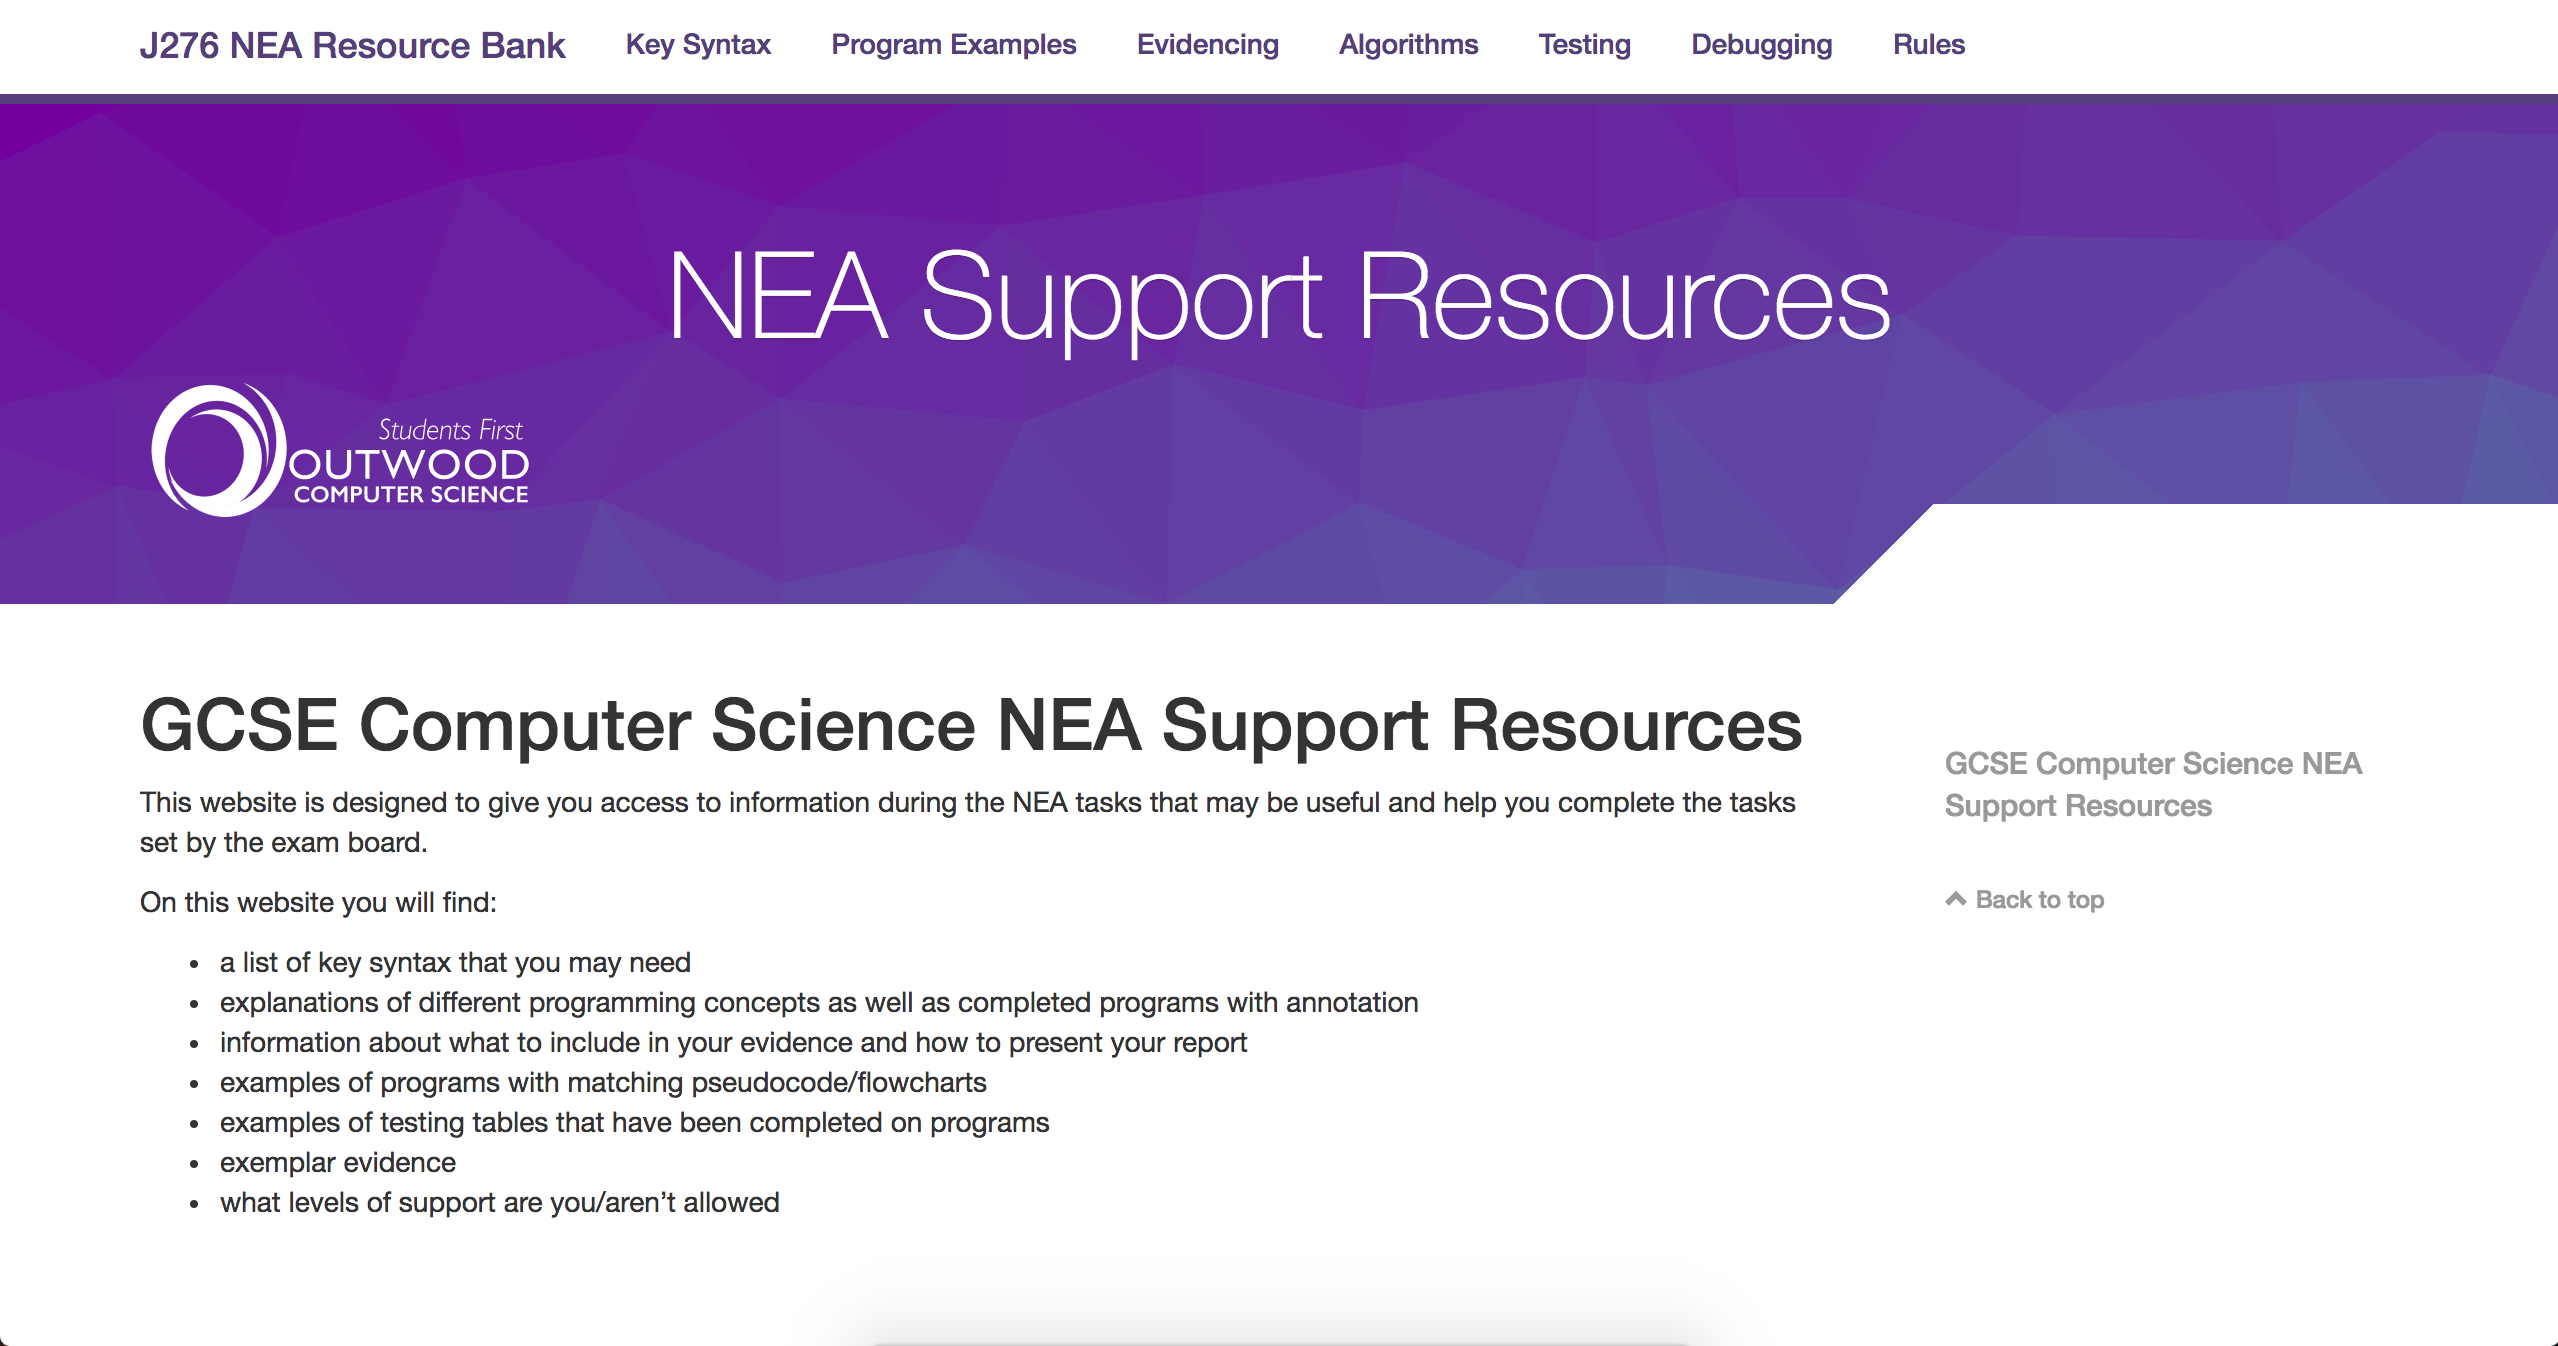 J276 NEA Resource Bank Key Syntax Program Examples Evidencing Algorithms Testing Debugging Rules
NEA Support Resources
Students First
OUTWOOD
COMPUTER SCIENCE
GCSE Computer Science NEA Support Resources
This website is designed to give you access to information during the NEA tasks that may be useful and help you complete the tasks
set by the exam board.
On this website you will find:
• a list of key syntax that you may need
• explanations of different programming concepts as well as completed programs with annotation
• information about what to include in your evidence and how to present your report
• examples of programs with matching pseudocode/flowcharts
• examples of testing tables that have been completed on programs
• exemplar evidence
• what levels of support are you/aren’t allowed
GCSE Computer Science NEA
Support Resources
Back to top